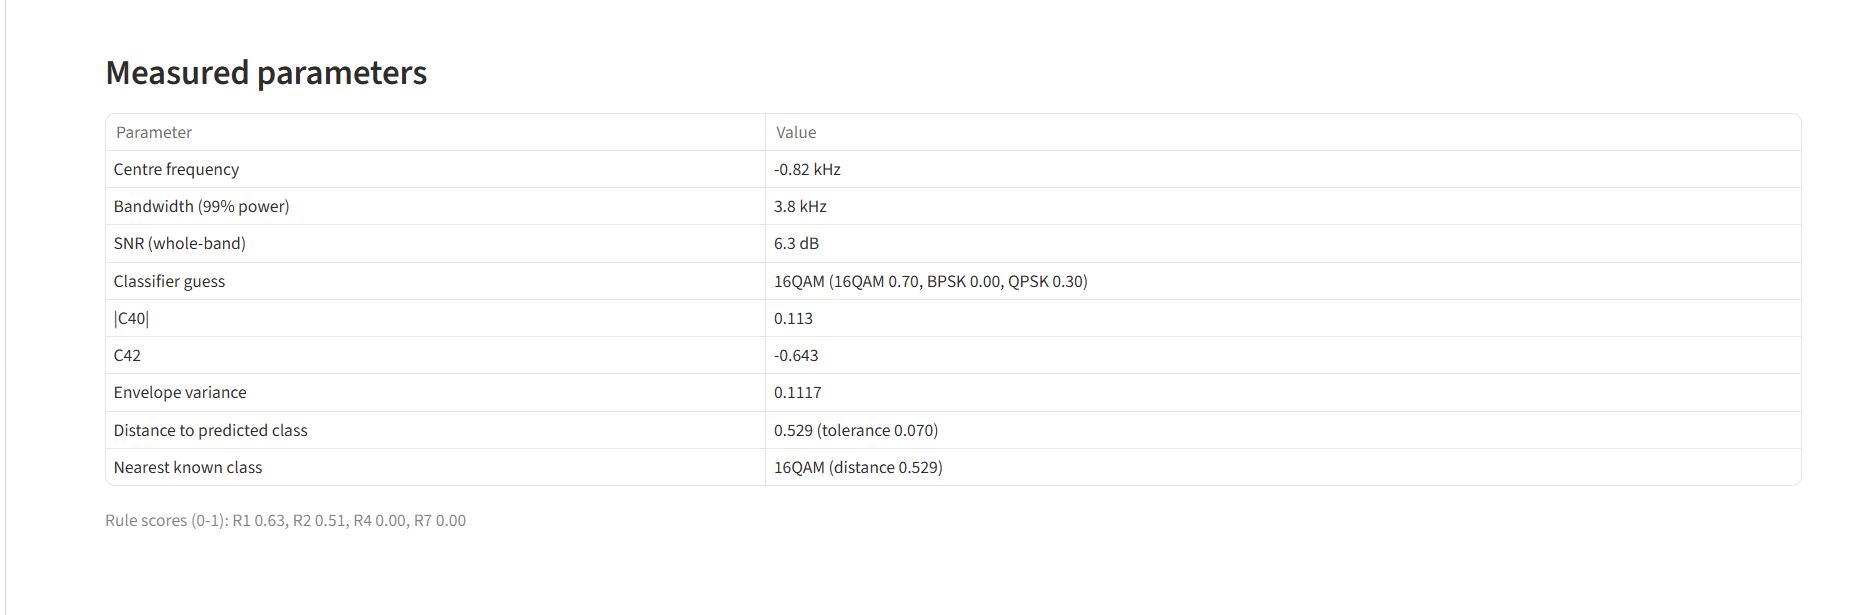 Measured parameters
Parameter Value
Centre frequency -0.82 kHz
Bandwidth (99% power) 3.8 kHz
SNR (whole-band) 6.3 dB
Classifier guess 16QAM (16QAM 0.70, BPSK 0.00, QPSK 0.30)
|C40| 0.113
C42 -0.643
Envelope variance 0.1117
Distance to predicted class 0.529 (tolerance 0.070)
Nearest known class 16QAM (distance 0.529)
Rule scores (0-1): R1 0.63, R2 0.51, R4 0.00, R7 0.00